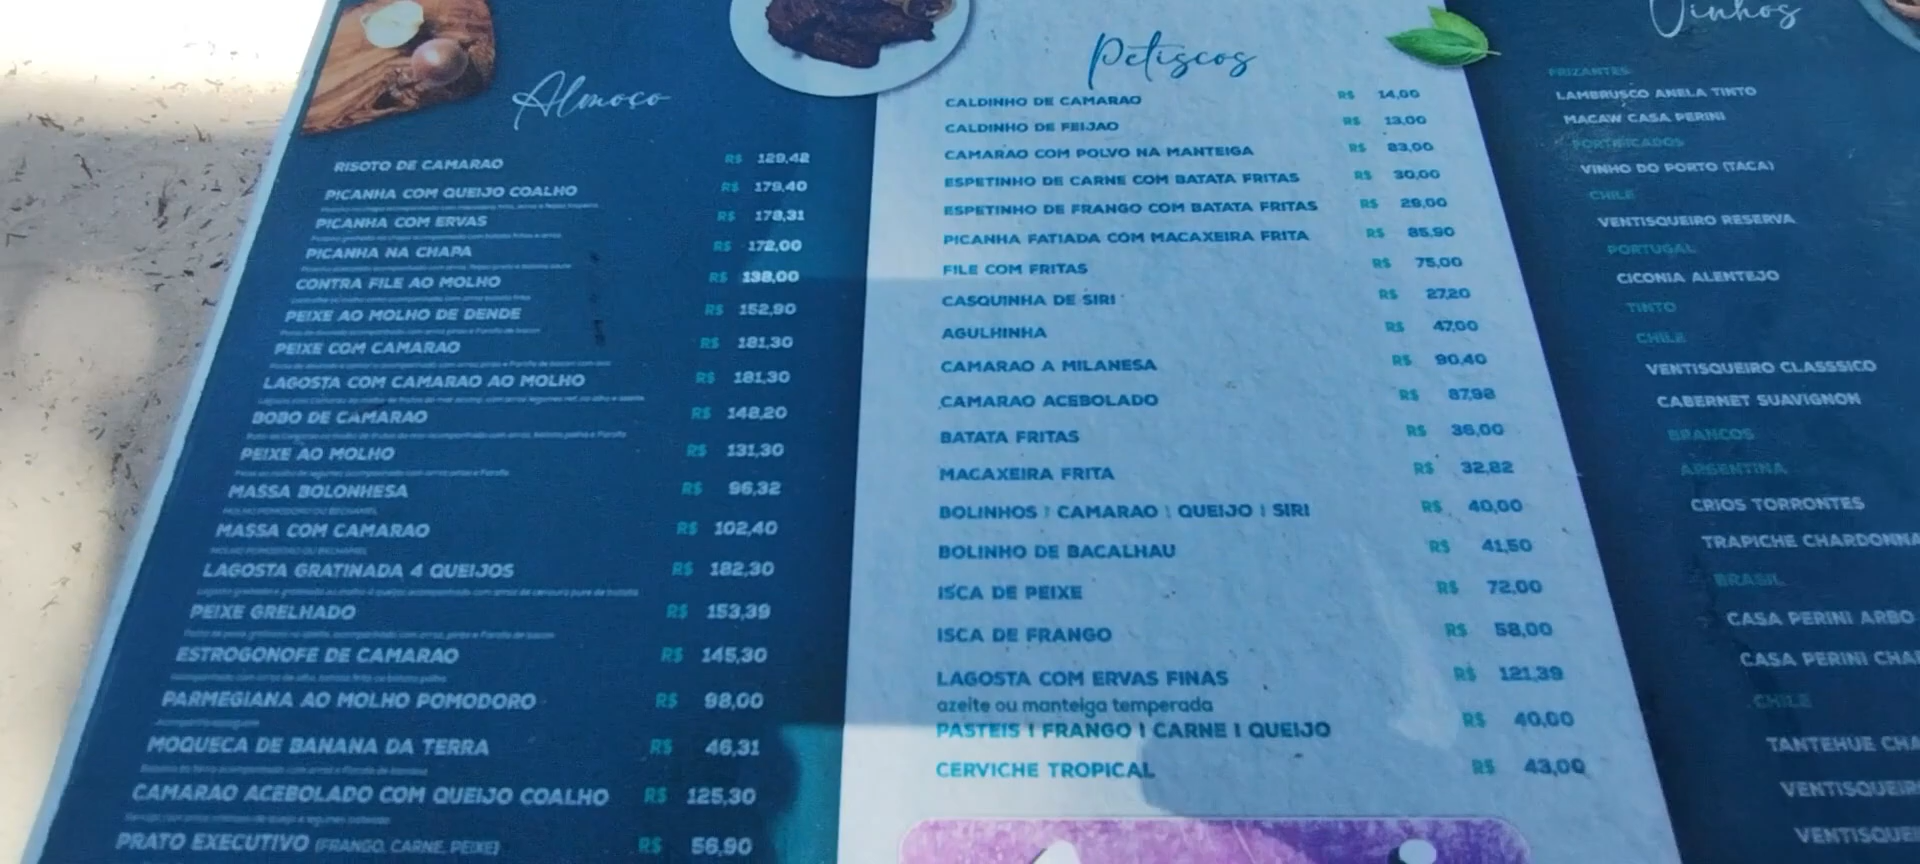 Almoço
RISOTO DE CAMARAO R$ 129,42
PICANHA COM QUEIJO COALHO R$ 179,40
PICANHA COM ERVAS R$ 178,31
PICANHA NA CHAPA R$ 172,00
CONTRA FILE AO MOLHO R$ 138,00
PEIXE AO MOLHO DE DENDE R$ 152,90
PEIXE COM CAMARAO R$ 181,30
LAGOSTA COM CAMARAO AO MOLHO R$ 181,30
BOBO DE CAMARAO R$ 148,20
PEIXE AO MOLHO R$ 131,30
MASSA BOLONHESA R$ 96,32
MOLHO POMODORO OU BECHAMEL
MASSA COM CAMARAO R$ 102,40
MOLHO POMODORO OU BECHAMEL
LAGOSTA GRATINADA 4 QUEIJOS R$ 182,30
PEIXE GRELHADO R$ 153,39
ESTROGONOFE DE CAMARAO R$ 145,30
PARMEGIANA AO MOLHO POMODORO R$ 98,00
MOQUECA DE BANANA DA TERRA R$ 46,31
CAMARAO ACEBOLADO COM QUEIJO COALHO R$ 125,30
PRATO EXECUTIVO (FRANGO, CARNE, PEIXE) R$ 56,90
Petiscos
CALDINHO DE CAMARAO R$ 14,00
CALDINHO DE FEIJAO R$ 13,00
CAMARAO COM POLVO NA MANTEIGA R$ 83,00
ESPETINHO DE CARNE COM BATATA FRITAS R$ 30,00
ESPETINHO DE FRANGO COM BATATA FRITAS R$ 28,00
PICANHA FATIADA COM MACAXEIRA FRITA R$ 85,90
FILE COM FRITAS R$ 75,00
CASQUINHA DE SIRI R$ 27,20
AGULHINHA R$ 47,00
CAMARAO A MILANESA R$ 90,40
CAMARAO ACEBOLADO R$ 87,98
BATATA FRITAS R$ 36,00
MACAXEIRA FRITA R$ 32,82
BOLINHOS | CAMARAO | QUEIJO | SIRI R$ 40,00
BOLINHO DE BACALHAU R$ 41,50
ISCA DE PEIXE R$ 72,00
ISCA DE FRANGO R$ 58,00
LAGOSTA COM ERVAS FINAS R$ 121,39
azeite ou manteiga temperada
PASTEIS | FRANGO | CARNE | QUEIJO R$ 40,00
CERVICHE TROPICAL R$ 43,00
Vinhos
FRIZANTES
LAMBRUSCO ANELA TINTO
MACAW CASA PERINI
FORTIFICADOS
VINHO DO PORTO (TACA)
CHILE
VENTISQUEIRO RESERVA
PORTUGAL
CICONIA ALENTEJO
TINTO
CHILE
VENTISQUEIRO CLASSSICO
CABERNET SUAVIGNON
BRANCOS
ARGENTINA
CRIOS TORRONTES
TRAPICHE CHARDONNA
BRASIL
CASA PERINI ARBO
CASA PERINI CHA
CHILE
TANTEHUE CHA
VENTISQUEIR
VENTISQUEI